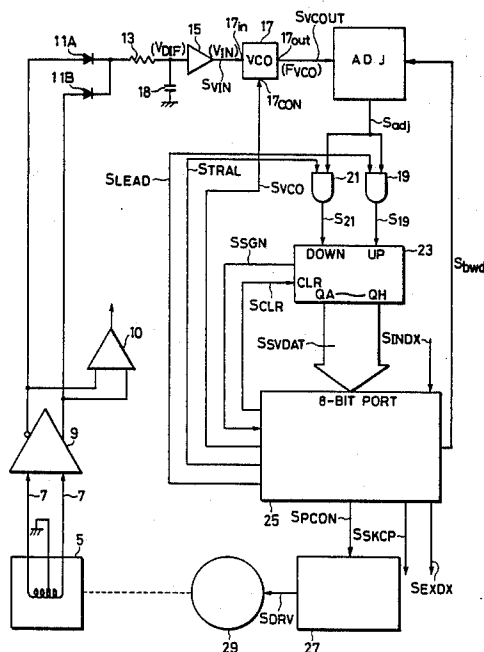 11A
13
(VDIF)
15
(VIN)
17in
17
17out
SVCOUT
VCO
(FVCO)
ADJ
SVIN
11B
18
17CON
Sadj
SLEAD
STRAL
SVCO
21
19
S21
S19
SSGN
DOWN
UP
23
SCLR
CLR
QA
QH
Sbwd
SSVDAT
SINDX
10
8-BIT PORT
9
7
7
25
SPCON
SSKCP
SEXDX
5
SDRV
29
27